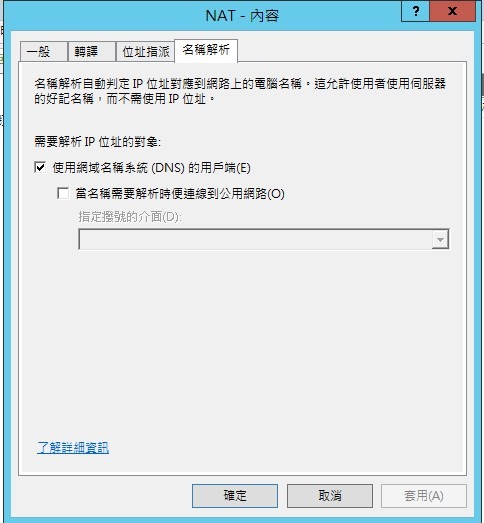 NAT - 內容
? x
一般 轉譯 位址指派 名稱解析
名稱解析自動判定 IP 位址對應到網路上的電腦名稱。這允許使用者使用伺服器
的好記名稱，而不需使用 IP 位址。
需要解析 IP 位址的對象:
使用網域名稱系統 (DNS) 的用戶端(E)
當名稱需要解析時便連線到公用網路(O)
指定撥號的介面(D):
了解詳細資訊
確定 取消 套用(A)